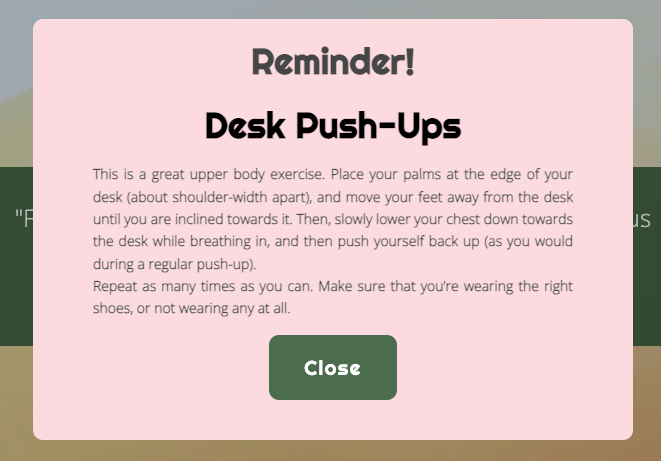 Reminder!
Desk Push-Ups
This is a great upper body exercise. Place your palms at the edge of your
desk (about shoulder-width apart), and move your feet away from the desk
until you are inclined towards it. Then, slowly lower your chest down towards
the desk while breathing in, and then push yourself back up (as you would
during a regular push-up).
Repeat as many times as you can. Make sure that you're wearing the right
shoes, or not wearing any at all.
Close